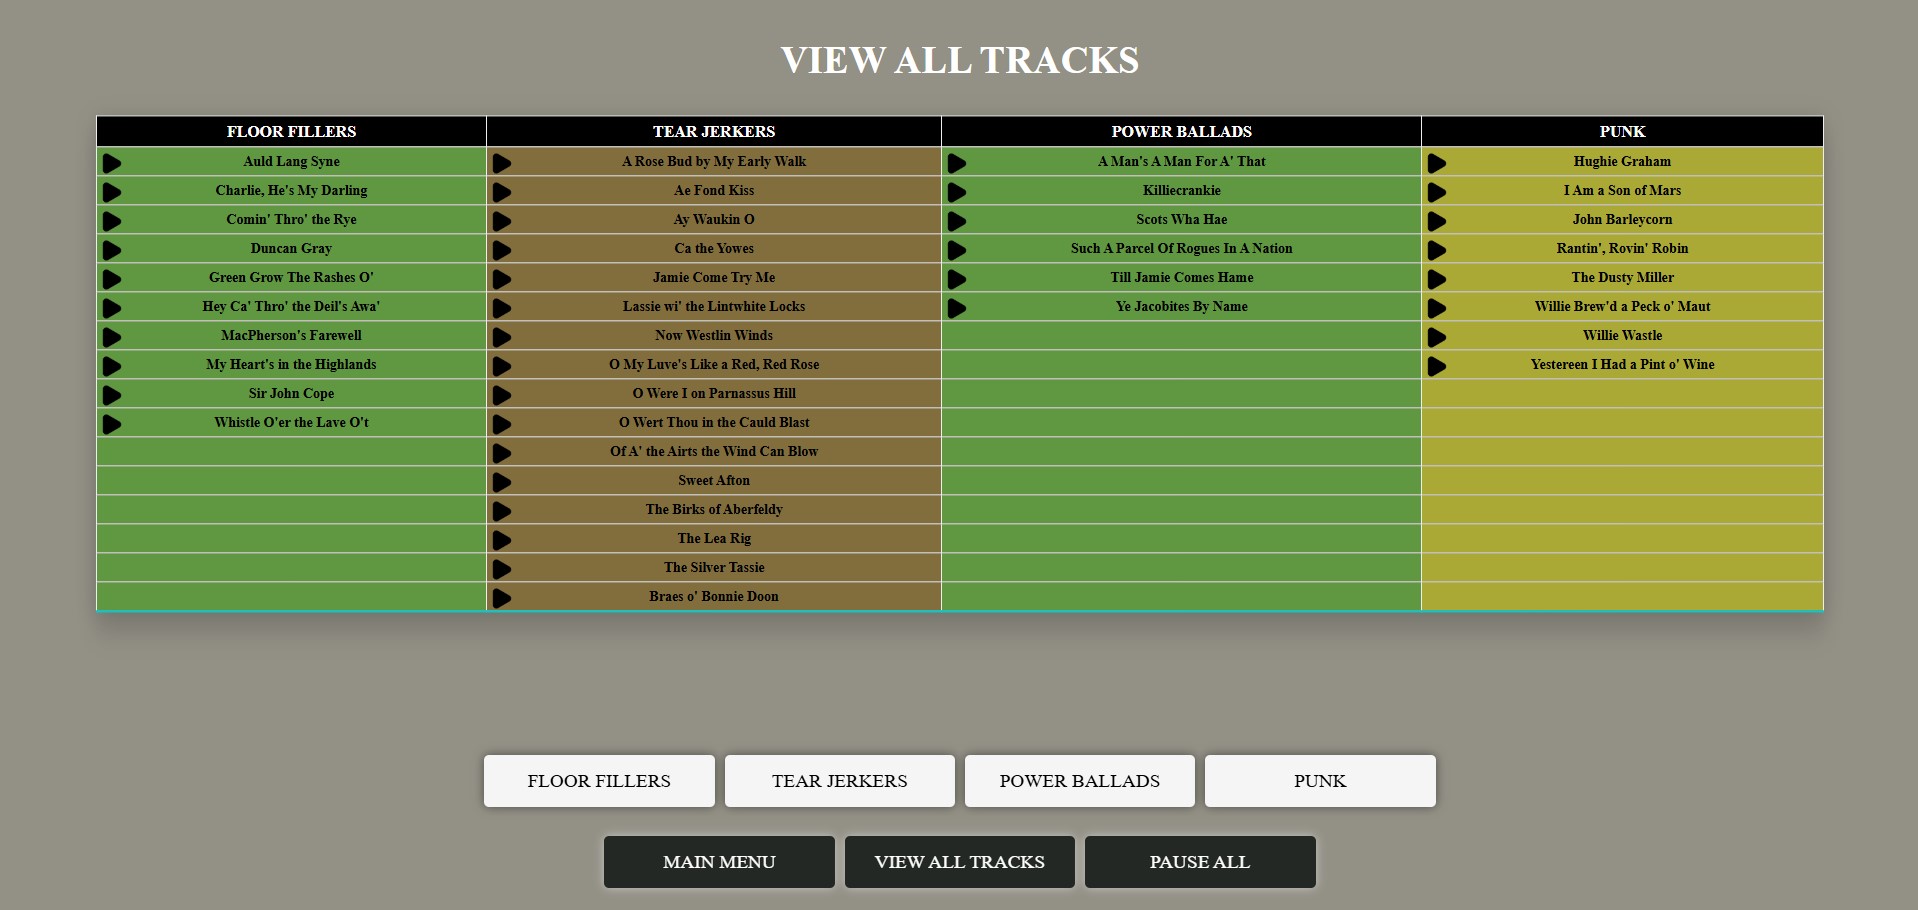 VIEW ALL TRACKS
FLOOR FILLERS TEAR JERKERS POWER BALLADS PUNK
Auld Lang Syne A Rose Bud by My Early Walk A Man's A Man For A' That Hughie Graham
Charlie, He's My Darling Ae Fond Kiss Killiecrankie I Am a Son of Mars
Comin' Thro' the Rye Ay Waukin O Scots Wha Hae John Barleycorn
Duncan Gray Ca the Yowes Such A Parcel Of Rogues In A Nation Rantin', Rovin' Robin
Green Grow The Rashes O' Jamie Come Try Me Till Jamie Comes Hame The Dusty Miller
Hey Ca' Thro' the Deil's Awa' Lassie wi' the Lintwhite Locks Ye Jacobites By Name Willie Brew'd a Peck o' Maut
MacPherson's Farewell Now Westlin Winds Willie Wastle
My Heart's in the Highlands O My Luve's Like a Red, Red Rose Yestereen I Had a Pint o' Wine
Sir John Cope O Were I on Parnassus Hill
Whistle O'er the Lave O't O Wert Thou in the Cauld Blast
Of A' the Airts the Wind Can Blow
Sweet Afton
The Birks of Aberfeldy
The Lea Rig
The Silver Tassie
Braes o' Bonnie Doon
FLOOR FILLERS TEAR JERKERS POWER BALLADS PUNK
MAIN MENU VIEW ALL TRACKS PAUSE ALL